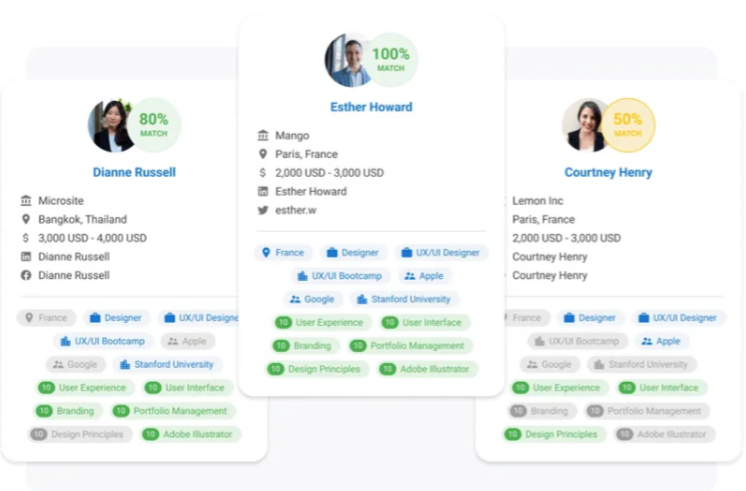 80%
MATCH
Dianne Russell
Microsite
Bangkok, Thailand
$ 3,000 USD - 4,000 USD
Dianne Russell
Dianne Russell
France Designer UX/UI Designe
UX/UI Bootcamp Apple
Google Stanford University
10 User Experience 10 User Interface
10 Branding 10 Portfolio Management
10 Design Principles 10 Adobe Illustrator
100%
MATCH
Esther Howard
Mango
Paris, France
$ 2,000 USD - 3,000 USD
Esther Howard
esther.w
France Designer UX/UI Designer
UX/UI Bootcamp Apple
Google Stanford University
10 User Experience 10 User Interface
10 Branding 10 Portfolio Management
10 Design Principles 10 Adobe Illustrator
50%
MATCH
Courtney Henry
Lemon Inc
Paris, France
2,000 USD - 3,000 USD
Courtney Henry
Courtney Henry
France Designer UX/UI Designer
UX/UI Bootcamp Apple
Google Stanford University
10 User Experience 10 User Interface
10 Branding 10 Portfolio Management
10 Design Principles 10 Adobe Illustrator